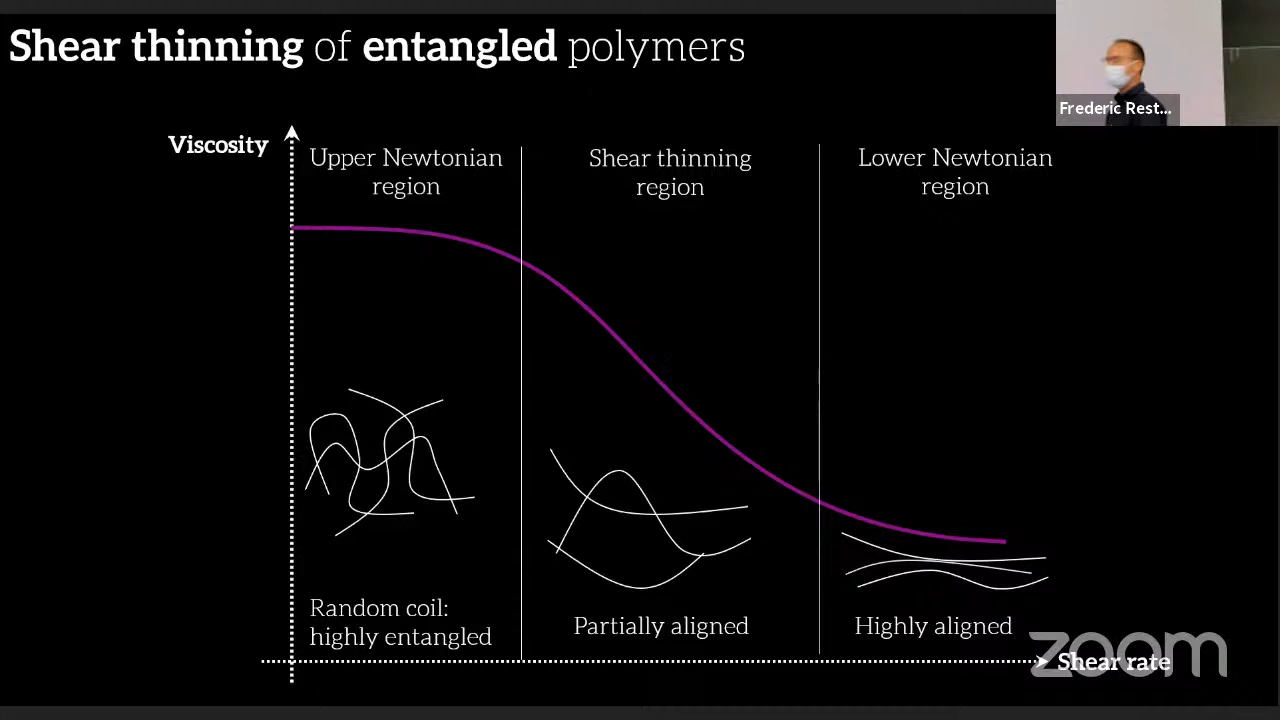 Shear thinning of entangled polymers
Frederic Rest...
Viscosity
Upper Newtonian
region
Shear thinning
region
Lower Newtonian
region
Random coil:
highly entangled
Partially aligned
Highly aligned
Shear rate
zoom